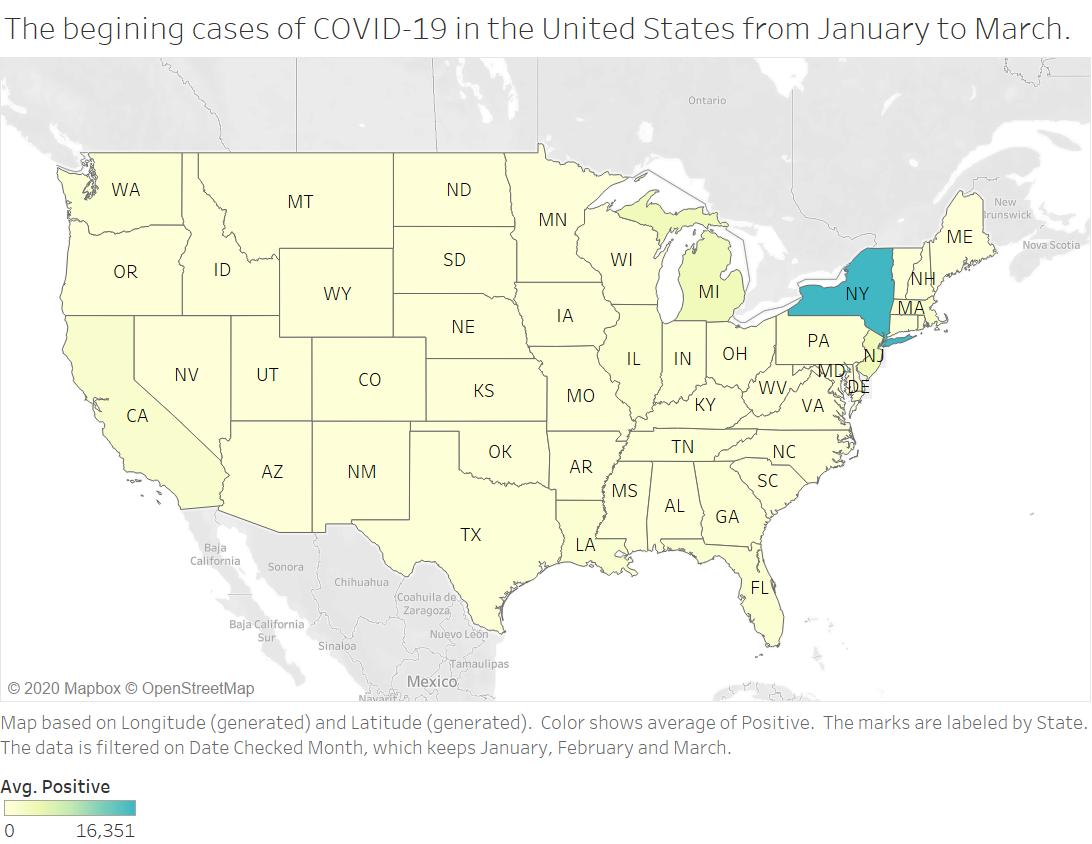 The begining cases of COVID-19 in the United States from January to March.
Ontario
WA
MT
ND
MN
New
Brunswick
ME
Nova Scotia
OR
ID
SD
WI
NH
WY
MI
NY
MA
NE
IA
PA
NJ
NV
UT
CO
KS
IL
IN
OH
MD
DE
CA
MO
WV
VA
KY
AZ
NM
OK
AR
TN
NC
SC
MS
AL
GA
TX
LA
FL
Baja
California
Sonora
Chihuahua
Coahuila de
Zaragoza
Baja California
Sur
Sinaloa
Nuevo León
Tamaulipas
Mexico
Navarit
© 2020 Mapbox © OpenStreetMap
Map based on Longitude (generated) and Latitude (generated). Color shows average of Positive. The marks are labeled by State.
The data is filtered on Date Checked Month, which keeps January, February and March.
Avg. Positive
0 16,351